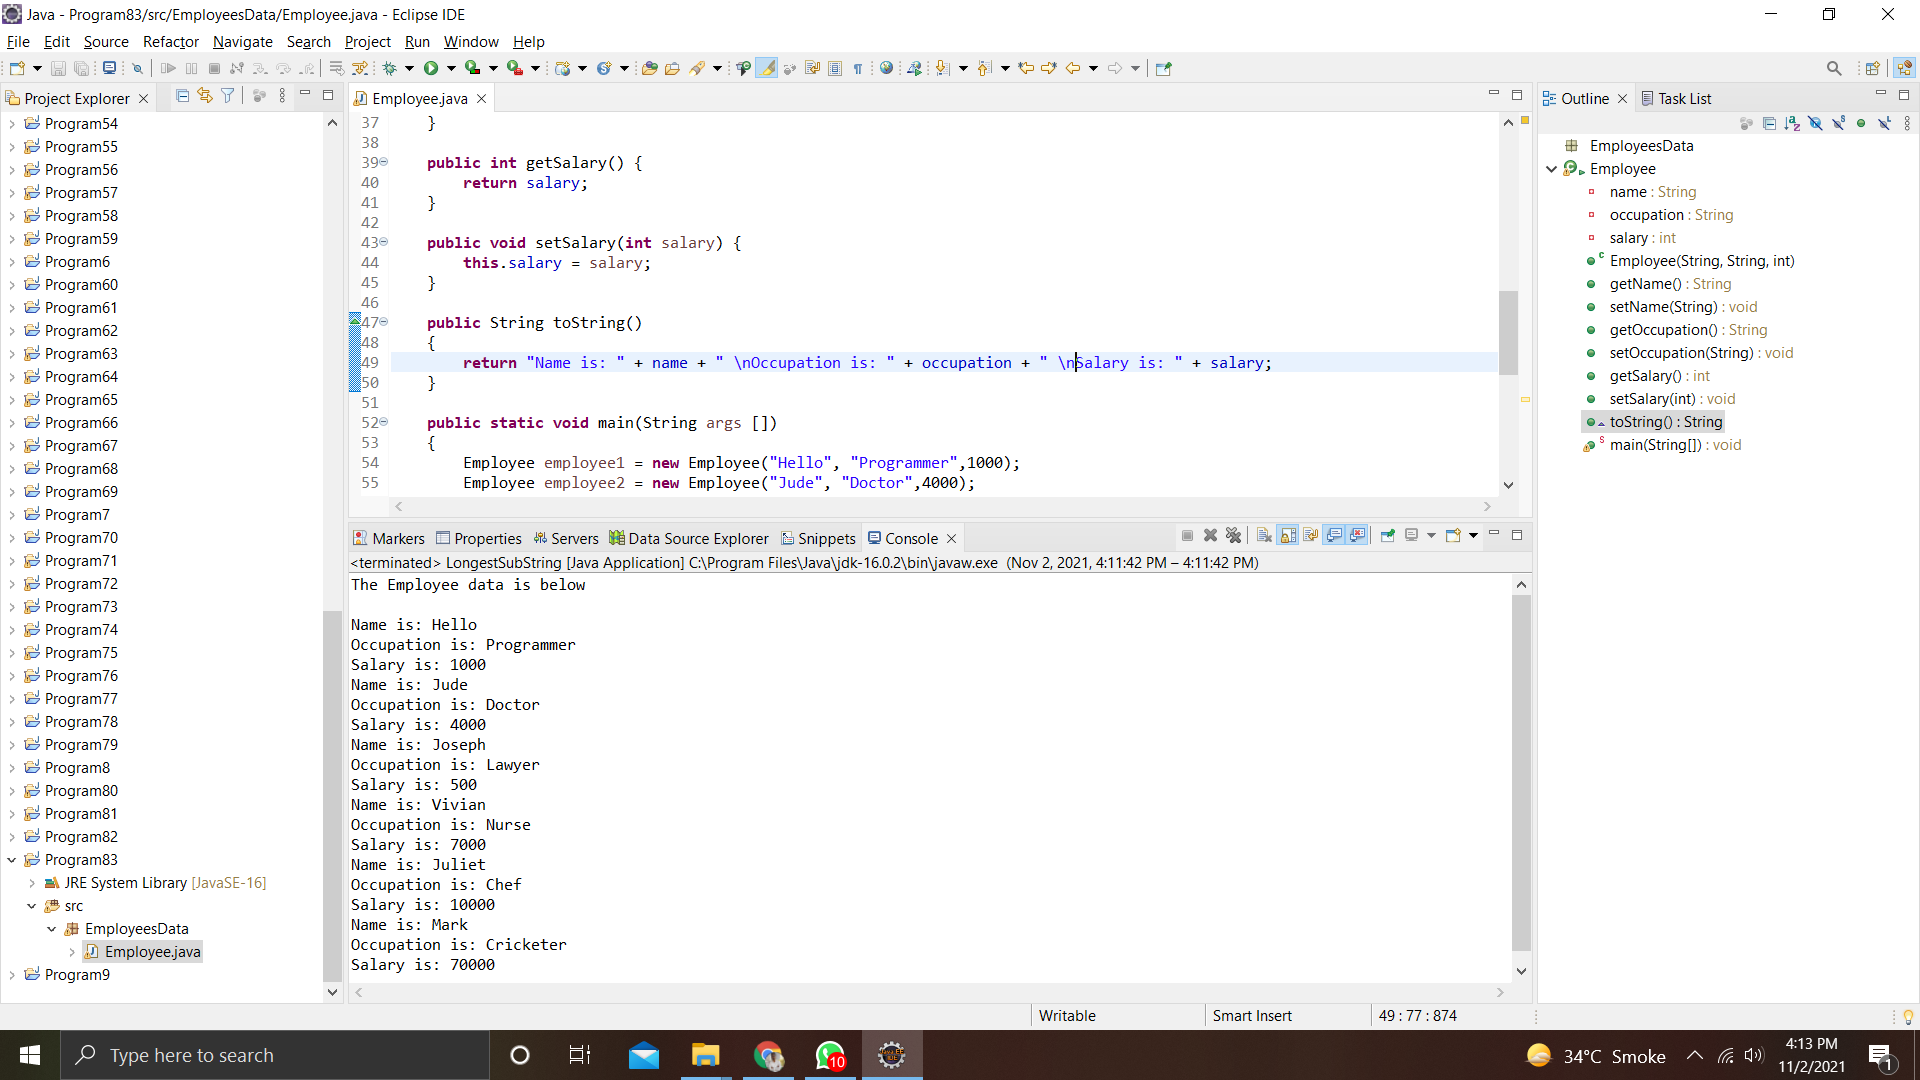 Java - Program83/src/EmployeesData/Employee.java - Eclipse IDE
File Edit Source Refactor Navigate Search Project Run Window Help
Project Explorer
Program54
Program55
Program56
Program57
Program58
Program59
Program6
Program60
Program61
Program62
Program63
Program64
Program65
Program66
Program67
Program68
Program69
Program7
Program70
Program71
Program72
Program73
Program74
Program75
Program76
Program77
Program78
Program79
Program8
Program80
Program81
Program82
Program83
JRE System Library [JavaSE-16]
src
EmployeesData
Employee.java
Program9
Employee.java
37 }
38
39 public int getSalary() {
40 return salary;
41 }
42
43 public void setSalary(int salary) {
44 this.salary = salary;
45 }
46
47 public String toString()
48 {
49 return "Name is: " + name + " \nOccupation is: " + occupation + " \nSalary is: " + salary;
50 }
51
52 public static void main(String args [])
53 {
54 Employee employee1 = new Employee("Hello", "Programmer",1000);
55 Employee employee2 = new Employee("Jude", "Doctor",4000);
Markers Properties Servers Data Source Explorer Snippets Console
<terminated> LongestSubString [Java Application] C:\Program Files\Java\jdk-16.0.2\bin\javaw.exe (Nov 2, 2021, 4:11:42 PM – 4:11:42 PM)
The Employee data is below
Name is: Hello
Occupation is: Programmer
Salary is: 1000
Name is: Jude
Occupation is: Doctor
Salary is: 4000
Name is: Joseph
Occupation is: Lawyer
Salary is: 500
Name is: Vivian
Occupation is: Nurse
Salary is: 7000
Name is: Juliet
Occupation is: Chef
Salary is: 10000
Name is: Mark
Occupation is: Cricketer
Salary is: 70000
Outline Task List
EmployeesData
Employee
name : String
occupation : String
salary : int
Employee(String, String, int)
getName() : String
setName(String) : void
getOccupation() : String
setOccupation(String) : void
getSalary() : int
setSalary(int) : void
toString() : String
main(String[]) : void
Writable Smart Insert 49 : 77 : 874
Type here to search
10
34°C Smoke
4:13 PM
11/2/2021
1